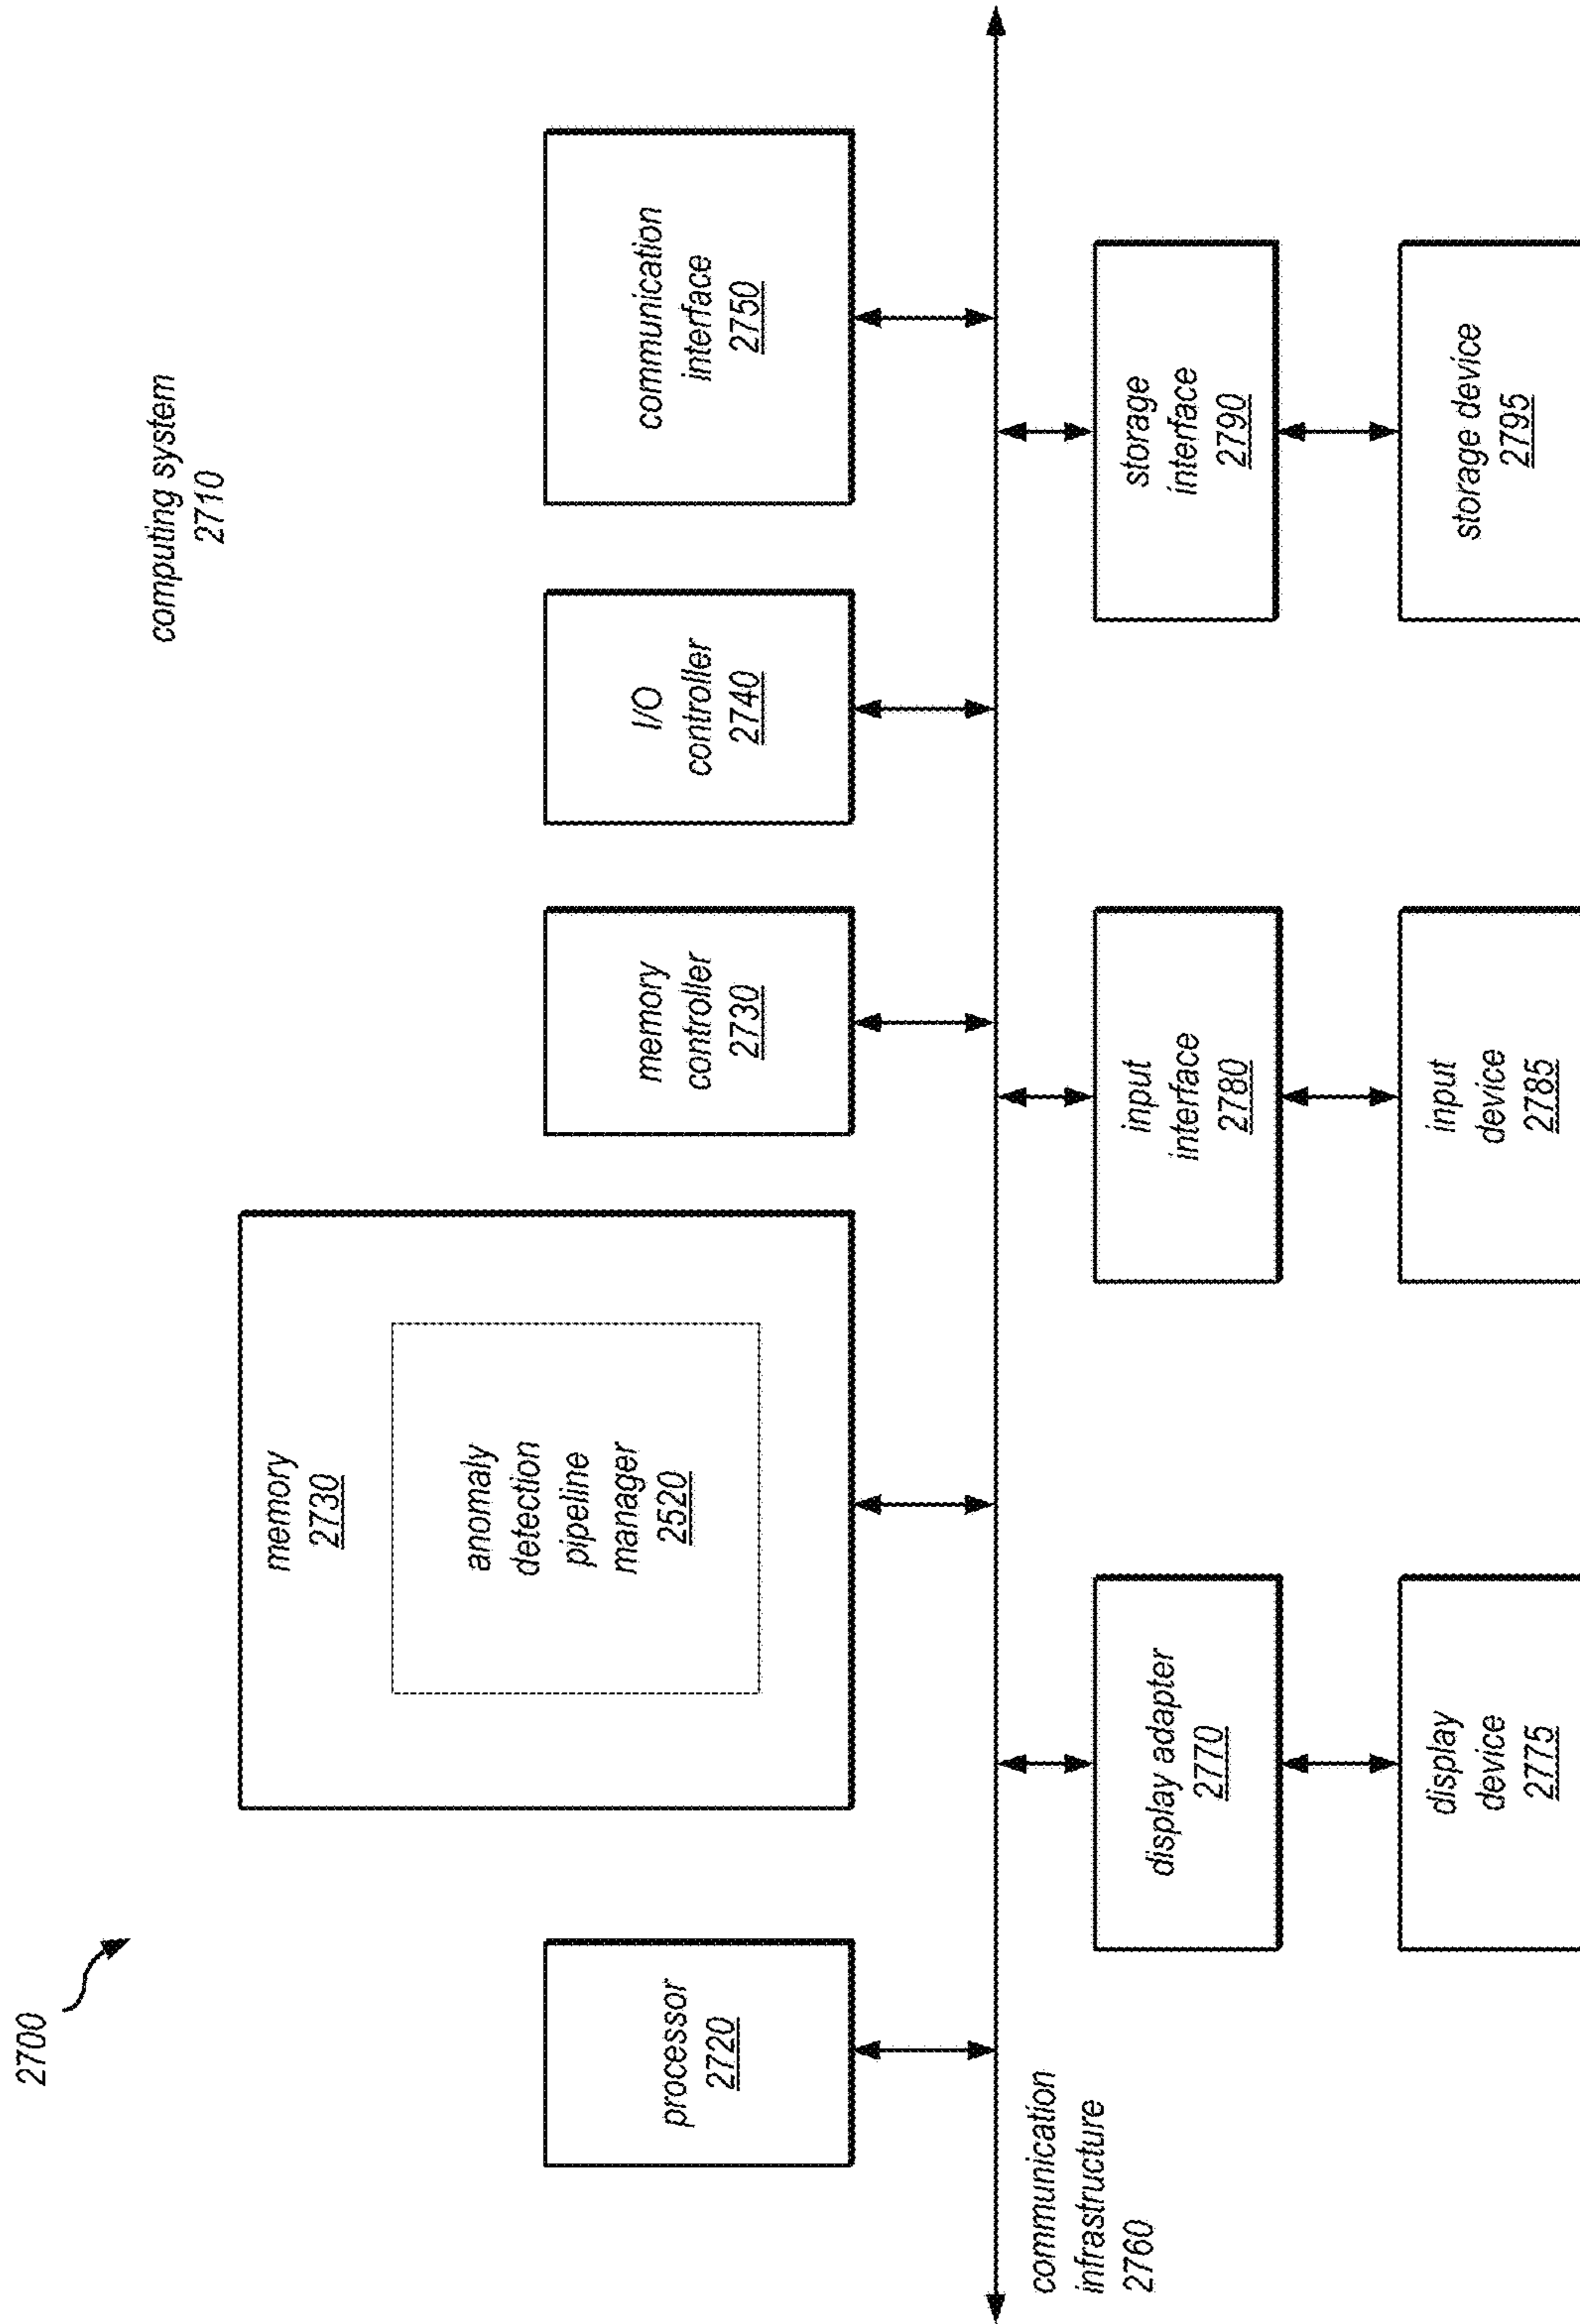 2700
computing system
2710
processor
2720
memory
2730
anomaly
detection
pipeline
manager
2520
memory
controller
2730
I/O
controller
2740
communication
interface
2750
communication
infrastructure
2760
display adapter
2770
input
interface
2780
storage
interface
2790
display
device
2775
input
device
2785
storage device
2795